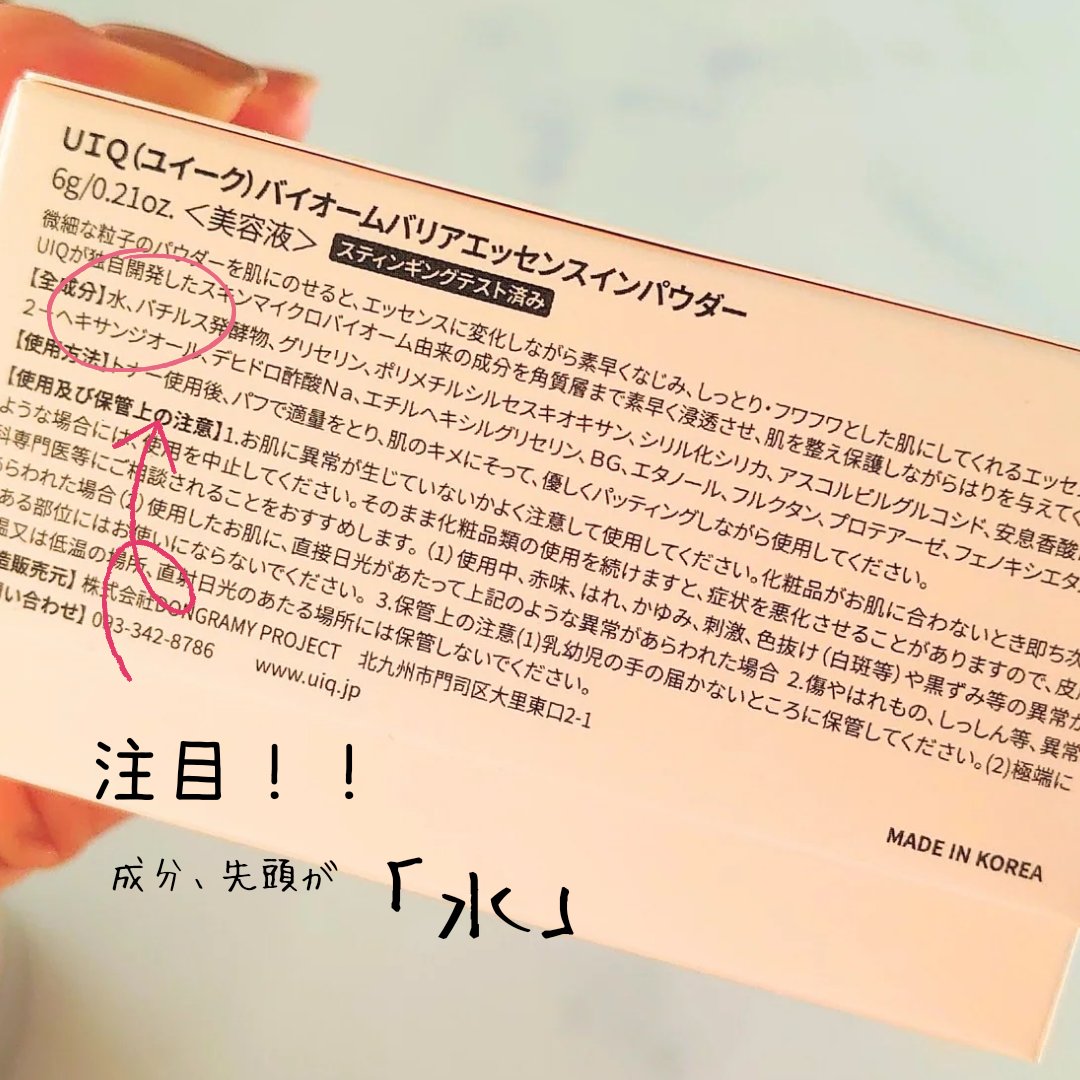 UIQ(ユイーク)バイオームバリアエッセンスインパウダー
6g/0.21oz.<美容液> スティンギングテスト済み
微細な粒子のパウダーを肌にのせると、エッセンスに変化しながら素早くなじみ、しっとり・フワフワとした肌にしてくれるエッセ
UIQが独自開発したスキンマイクロバイオーム由来の成分を角質層まで素早く浸透させ、肌を整え保護しながらはりを与えてく
【全成分】水、バチルス発酵物、グリセリン、ポリメチルシルセスキオキサン、シリル化シリカ、アスコルビルグルコシド、安息香酸
2-ヘキサンジオール、デヒドロ酢酸Na、エチルヘキシルグリセリン、BG、エタノール、フルクタン、プロテアーゼ、フェノキシエタ
【使用方法】トナー使用後、パフで適量をとり、肌のキメにそって、優しくパッティングしながら使用してください。
【使用及び保管上の注意】1.お肌に異常が生じていないかよく注意して使用してください。化粧品がお肌に合わないとき即ち次
ような場合には、使用を中止してください。そのまま化粧品類の使用を続けますと、症状を悪化させることがありますので、皮
科専門医等にご相談されることをおすすめします。(1)使用中、赤味、はれ、かゆみ、刺激、色抜け(白斑等)や黒ずみ等の異常が
らわれた場合(2)使用したお肌に、直接日光があたって上記のような異常があらわれた場合 2.傷やはれもの、しっしん等、異常
ある部位にはお使いにならないでください。 3.保管上の注意(1)乳幼児の手の届かないところに保管してください。(2)極端に
温又は低温の場所、直射日光のあたる場所には保管しないでください。
造販売元】株式会社DONGRAMY PROJECT 北九州市門司区大里東口2-1
い合わせ】093-342-8786 www.uiq.jp
MADE IN KOREA
注目!!
成分、先頭が「水」